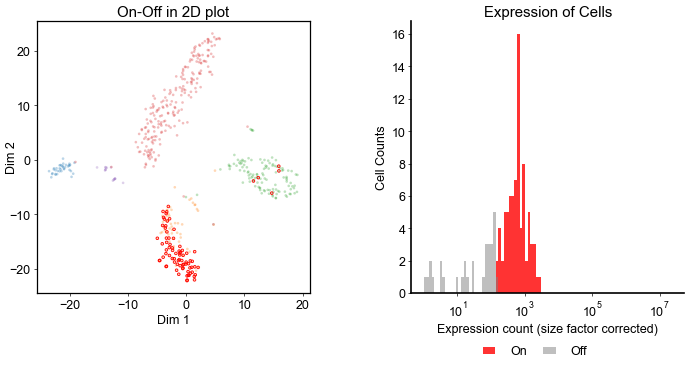 On-Off in 2D plot
Dim 2
20
10
0
−10
−20
−20
−10
0
10
20
Dim 1
Expression of Cells
Cell Counts
16
14
12
10
8
6
4
2
0
10^1
10^3
10^5
10^7
Expression count (size factor corrected)
On
Off